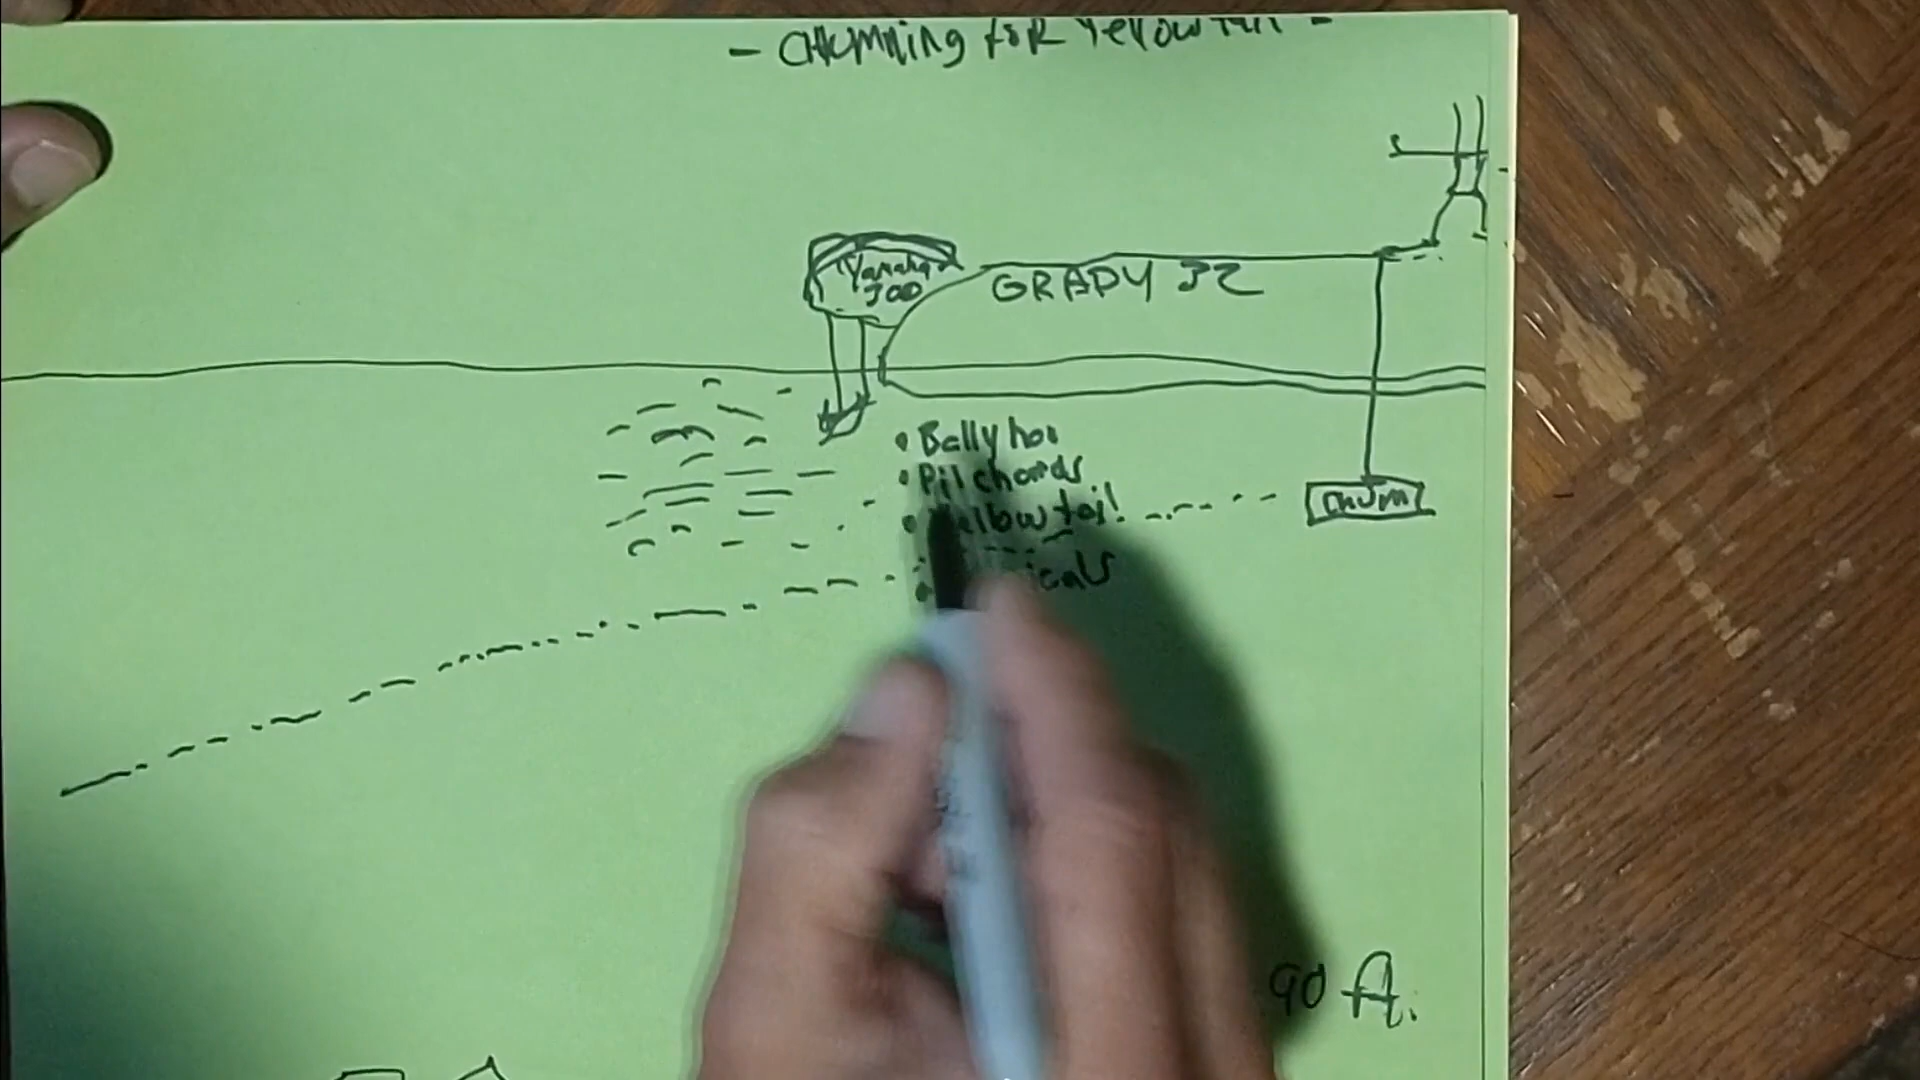 - CHUMMING FOR Yellowtail -
Yamaha
300
GRADY 32
• Ballyhoo
• Pilchards
• Yellowtail
chum
90 ft.